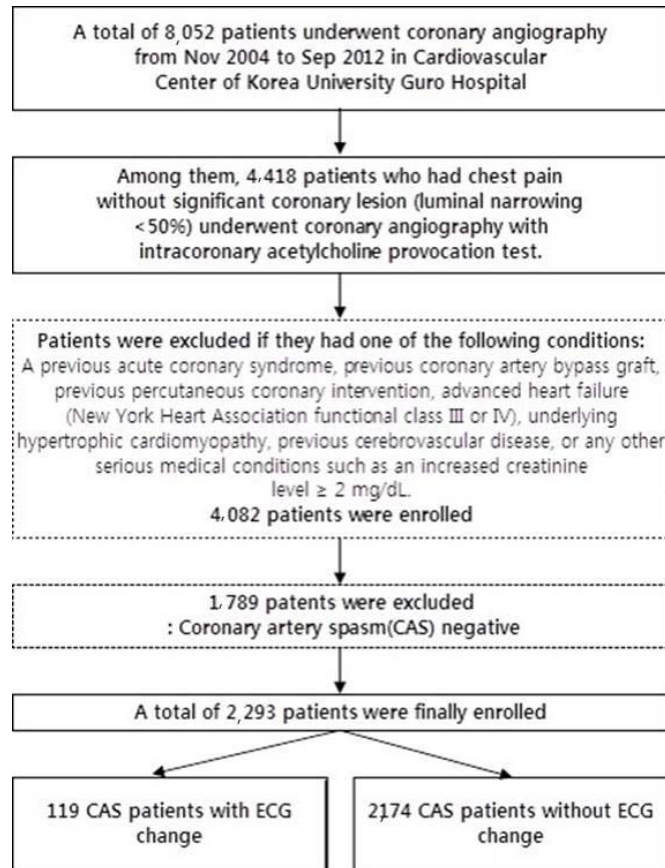 A total of 8,052 patients underwent coronary angiography
from Nov 2004 to Sep 2012 in Cardiovascular
Center of Korea University Guro Hospital
Among them, 4,418 patients who had chest pain
without significant coronary lesion (luminal narrowing
<50%) underwent coronary angiography with
intracoronary acetylcholine provocation test.
Patients were excluded if they had one of the following conditions:
A previous acute coronary syndrome, previous coronary artery bypass graft,
previous percutaneous coronary intervention, advanced heart failure
(New York Heart Association functional class Ⅲ or Ⅳ), underlying
hypertrophic cardiomyopathy, previous cerebrovascular disease, or any other
serious medical conditions such as an increased creatinine
level ≥ 2 mg/dL.
4,082 patients were enrolled
1,789 patents were excluded
: Coronary artery spasm(CAS) negative
A total of 2,293 patients were finally enrolled
119 CAS patients with ECG
change
2,174 CAS patients without ECG
change